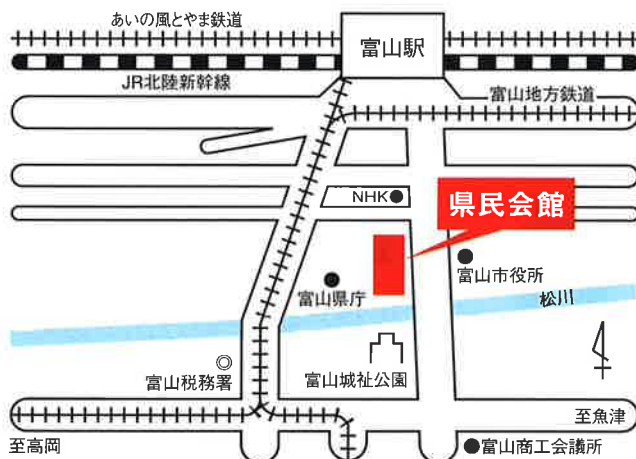 あいの風とやま鉄道
富山駅
JR北陸新幹線
富山地方鉄道
NHK
県民会館
富山市役所
富山県庁
松川
富山税務署
富山城祉公園
至魚津
至高岡
富山商工会議所